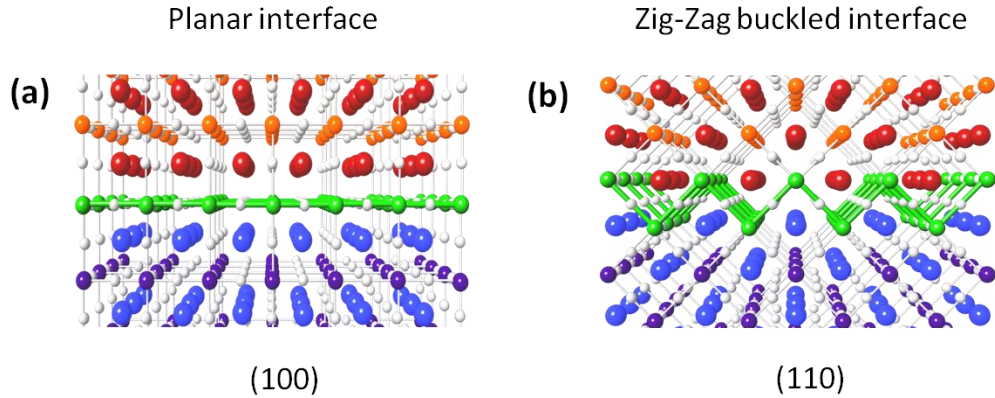 Planar interface
Zig-Zag buckled interface
(a)
(b)
(100)
(110)